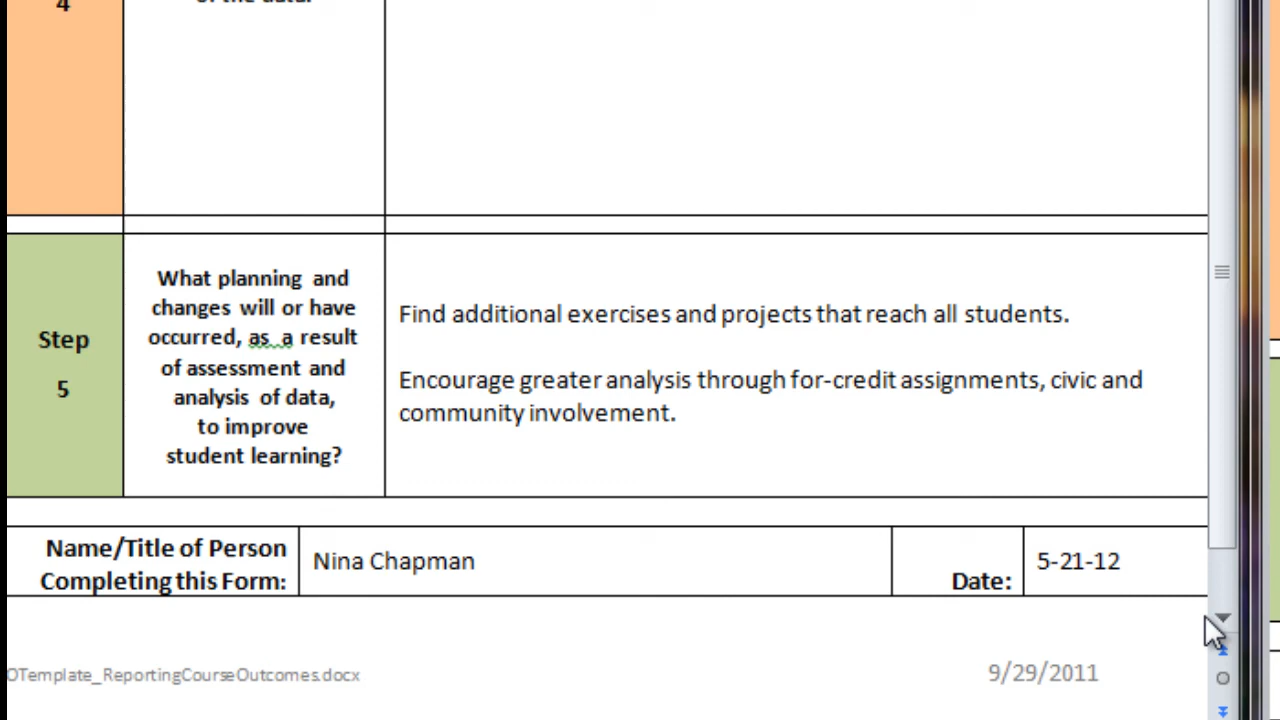 4
of the data.
What planning and
changes will or have
occurred, as a result
of assessment and
analysis of data,
to improve
student learning?
Step
5
Find additional exercises and projects that reach all students.
Encourage greater analysis through for-credit assignments, civic and
community involvement.
Name/Title of Person
Completing this Form:
Nina Chapman
Date:
5-21-12
OTemplate_ReportingCourseOutcomes.docx
9/29/2011